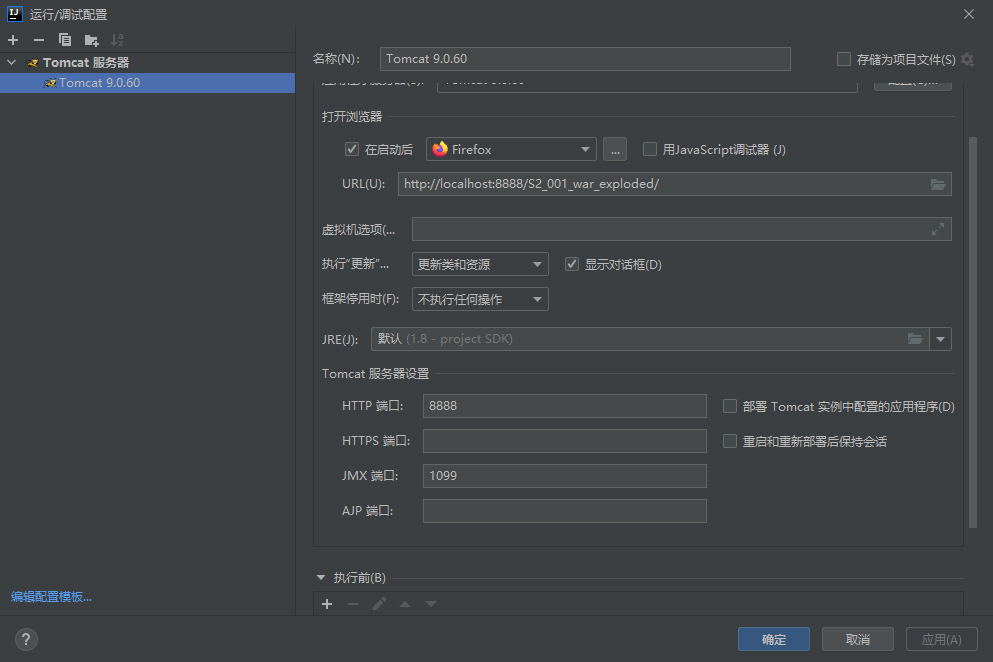 运行/调试配置
Tomcat 服务器
Tomcat 9.0.60
名称(N):
Tomcat 9.0.60
存储为项目文件(S)
打开浏览器
在启动后
Firefox
...
用JavaScript调试器 (J)
URL(U):
http://localhost:8888/S2_001_war_exploded/
虚拟机选项(...
执行"更新"...
更新类和资源
显示对话框(D)
框架停用时(F):
不执行任何操作
JRE(J):
默认 (1.8 - project SDK)
Tomcat 服务器设置
HTTP 端口:
8888
部署 Tomcat 实例中配置的应用程序(D)
HTTPS 端口:
重启和重新部署后保持会话
JMX 端口:
1099
AJP 端口:
执行前(B)
编辑配置模板...
?
确定
取消
应用(A)